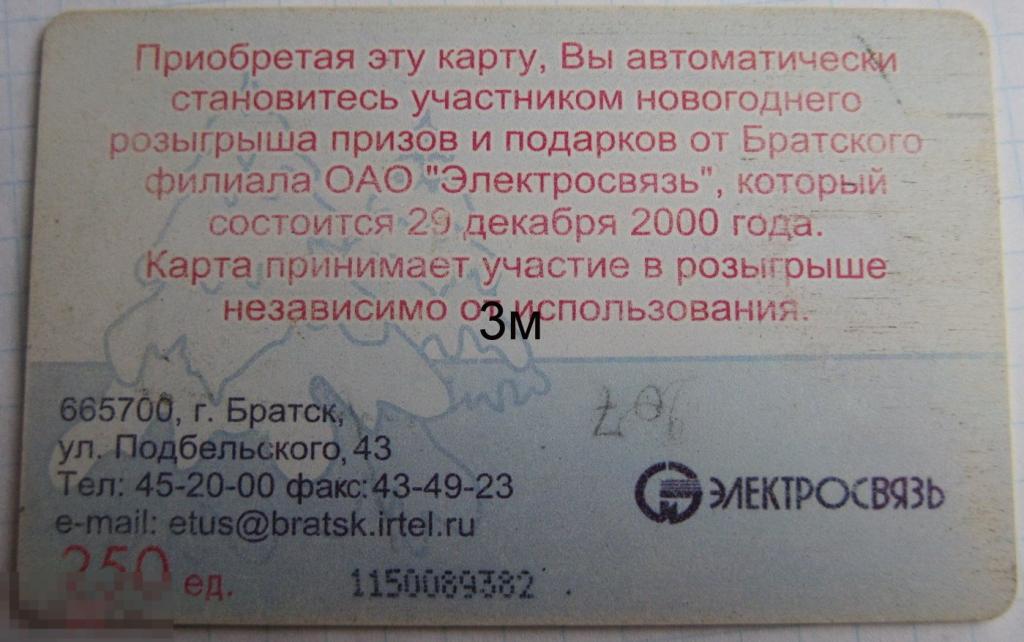 Приобретая эту карту, Вы автоматически
становитесь участником новогоднего
розыгрыша призов и подарков от Братского
филиала ОАО "Электросвязь", который
состоится 29 декабря 2000 года.
Карта принимает участие в розыгрыше
независимо от использования.
3м
665700, г. Братск,
ул. Подбельского, 43
Тел: 45-20-00 факс: 43-49-23
e-mail: etus@bratsk.irtel.ru
ЭЛЕКТРОСВЯЗЬ
250 ед.
1150089382